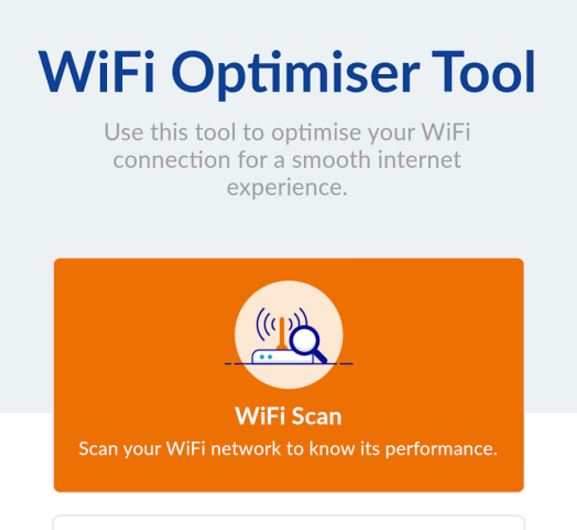 WiFi Optimiser Tool
Use this tool to optimise your WiFi
connection for a smooth internet
experience.
WiFi Scan
Scan your WiFi network to know its performance.